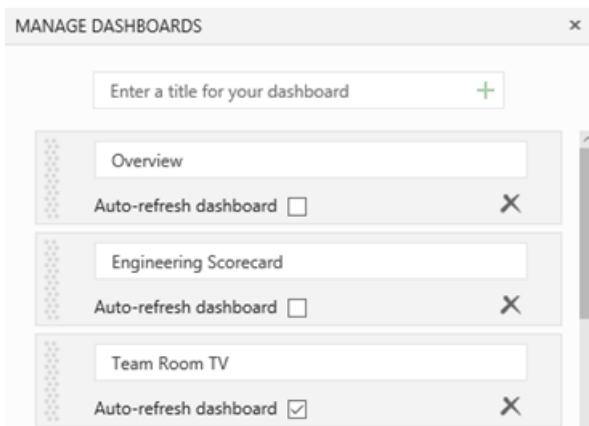 MANAGE DASHBOARDS
Enter a title for your dashboard
Overview
Auto-refresh dashboard
Engineering Scorecard
Auto-refresh dashboard
Team Room TV
Auto-refresh dashboard